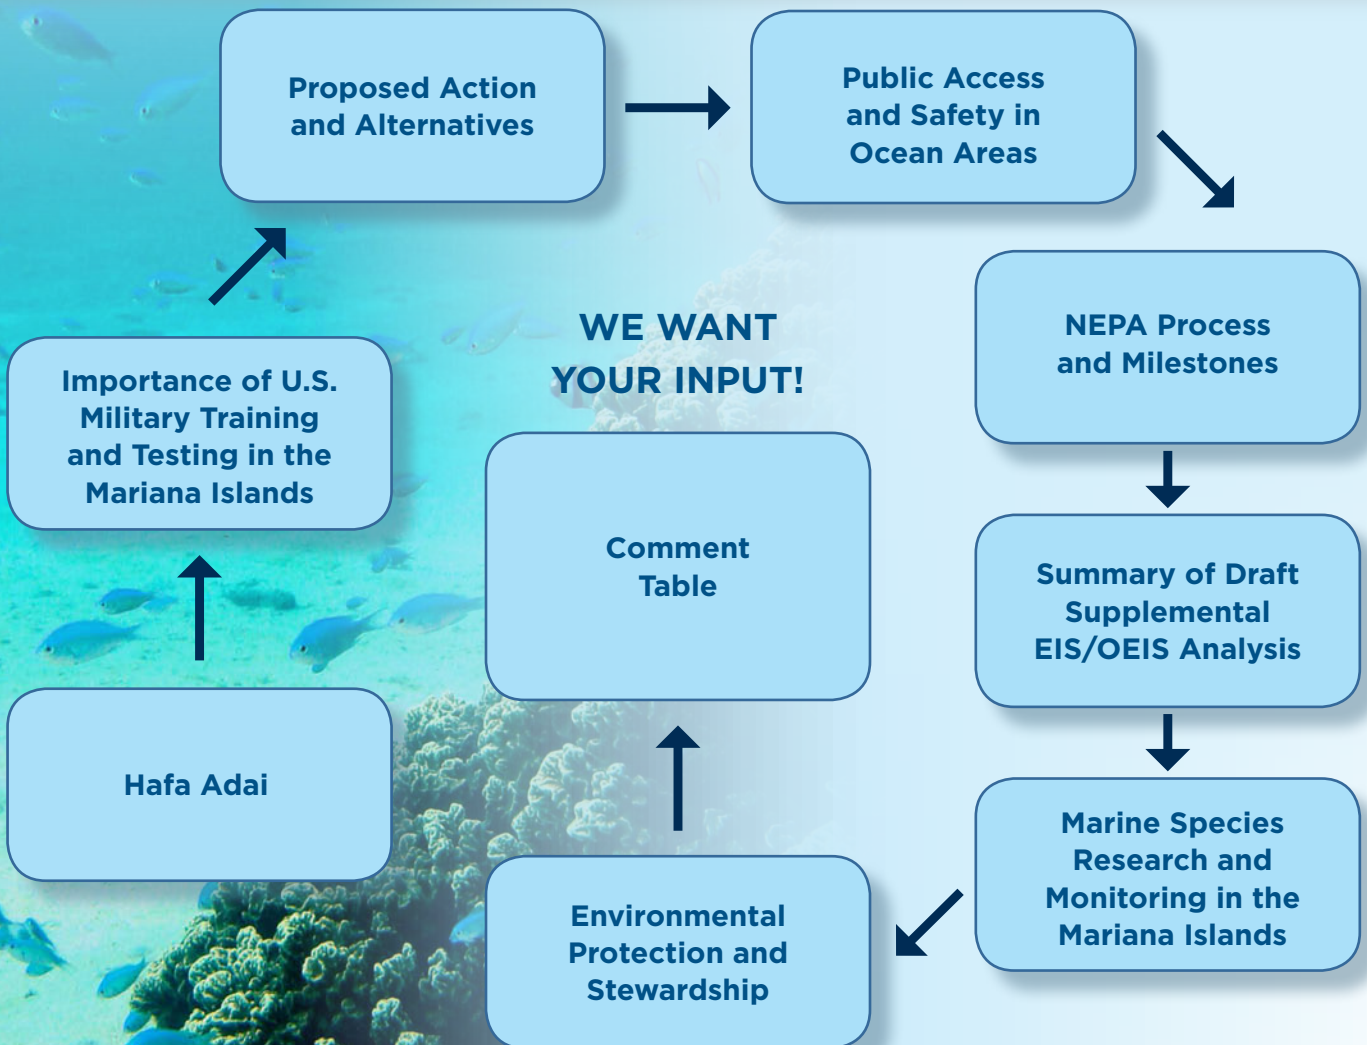 Proposed Action
and Alternatives
Public Access
and Safety in
Ocean Areas
WE WANT
YOUR INPUT!
NEPA Process
and Milestones
Importance of U.S.
Military Training
and Testing in the
Mariana Islands
Comment
Table
Summary of Draft
Supplemental
EIS/OEIS Analysis
Hafa Adai
Marine Species
Research and
Monitoring in the
Mariana Islands
Environmental
Protection and
Stewardship